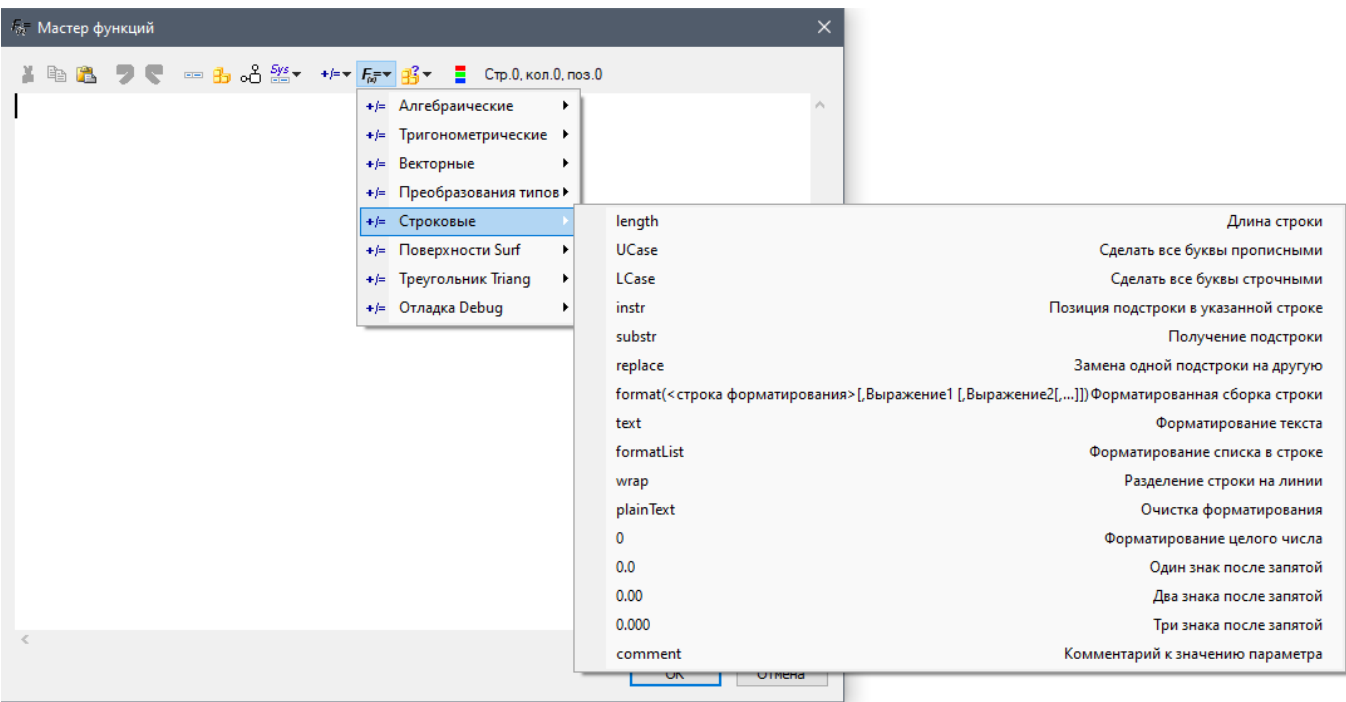 Мастер функций
Sys +/= F(x) Стр.0, кол.0, поз.0
+/= Алгебраические
+/= Тригонометрические
+/= Векторные
+/= Преобразования типов
+/= Строковые
+/= Поверхности Surf
+/= Треугольник Triang
+/= Отладка Debug
length Длина строки
UCase Сделать все буквы прописными
LCase Сделать все буквы строчными
instr Позиция подстроки в указанной строке
substr Получение подстроки
replace Замена одной подстроки на другую
format(<строка форматирования>[,Выражение1 [,Выражение2[,...]]) Форматированная сборка строки
text Форматирование текста
formatList Форматирование списка в строке
wrap Разделение строки на линии
plainText Очистка форматирования
0 Форматирование целого числа
0.0 Один знак после запятой
0.00 Два знака после запятой
0.000 Три знака после запятой
comment Комментарий к значению параметра
OK Отмена